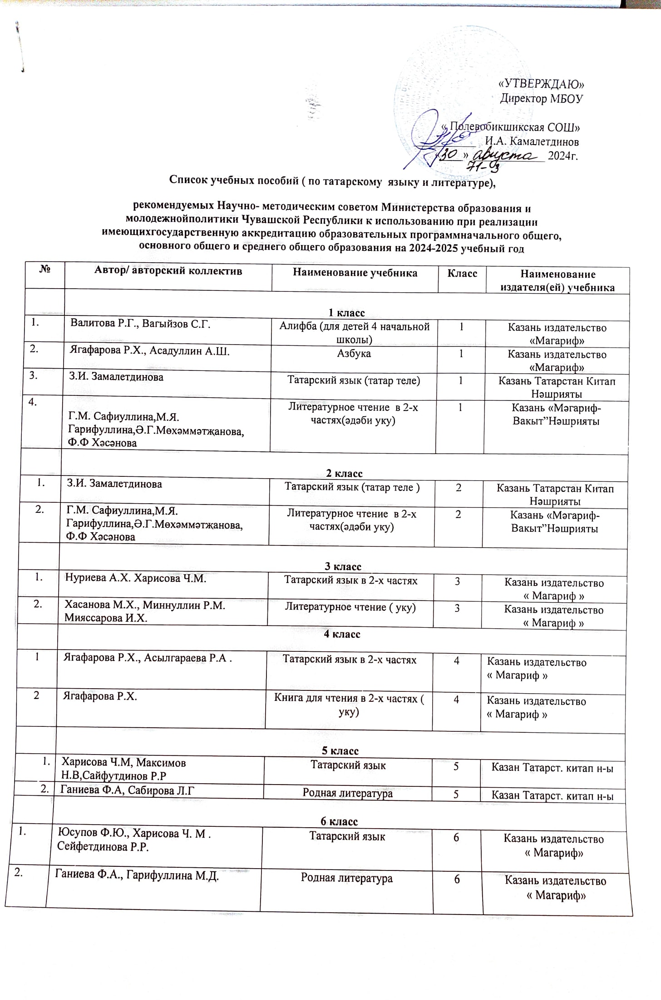 «УТВЕРЖДАЮ»
Директор МБОУ
« Полевобикшикская СОШ»
И.А. Камалетдинов
«30» августа 2024г.
71-03
Список учебных пособий ( по татарскому языку и литературе),
рекомендуемых Научно- методическим советом Министерства образования и
молодежнойполитики Чувашской Республики к использованию при реализации
имеющихгосударственную аккредитацию образовательных программначального общего,
основного общего и среднего общего образования на 2024-2025 учебный год
№ Автор/ авторский коллектив Наименование учебника Класс Наименование
издателя(ей) учебника
1 класс
1. Валитова Р.Г., Вагыйзов С.Г. Алифба (для детей 4 начальной 1 Казань издательство
школы) «Магариф»
2. Ягафарова Р.Х., Асадуллин А.Ш. Азбука 1 Казань издательство
«Магариф»
3. З.И. Замалетдинова Татарский язык (татар теле) 1 Казань Татарстан Китап
Нәшрияты
4. Литературное чтение в 2-х 1 Казань «Мәгариф-
Г.М. Сафиуллина,М.Я. частях(әдәби уку) Вакыт”Нәшрияты
Гарифуллина,Ә.Г.Мөхәммәтҗанова,
Ф.Ф Хәсәнова
2 класс
1. З.И. Замалетдинова Татарский язык (татар теле ) 2 Казань Татарстан Китап
Нәшрияты
2. Г.М. Сафиуллина,М.Я. Литературное чтение в 2-х 2 Казань «Мәгариф-
Гарифуллина,Ә.Г.Мөхәммәтҗанова, частях(әдәби уку) Вакыт”Нәшрияты
Ф.Ф Хәсәнова
3 класс
1. Нуриева А.Х. Харисова Ч.М. Татарский язык в 2-х частях 3 Казань издательство
« Магариф »
2. Хасанова М.Х., Миннуллин Р.М. Литературное чтение ( уку) 3 Казань издательство
Мияссарова И.Х. « Магариф »
4 класс
1 Ягафарова Р.Х., Асылгараева Р.А . Татарский язык в 2-х частях 4 Казань издательство
« Магариф »
2 Ягафарова Р.Х. Книга для чтения в 2-х частях ( 4 Казань издательство
уку) « Магариф »
5 класс
1. Харисова Ч.М, Максимов Татарский язык 5 Казан Татарст. китап н-ы
Н.В,Сайфутдинов Р.Р
2. Ганиева Ф.А, Сабирова Л.Г Родная литература 5 Казан Татарст. китап н-ы
6 класс
1. Юсупов Ф.Ю., Харисова Ч. М . Татарский язык 6 Казань издательство
Сейфетдинова Р.Р. « Магариф»
2. Ганиева Ф.А., Гарифуллина М.Д. Родная литература 6 Казань издательство
« Магариф»